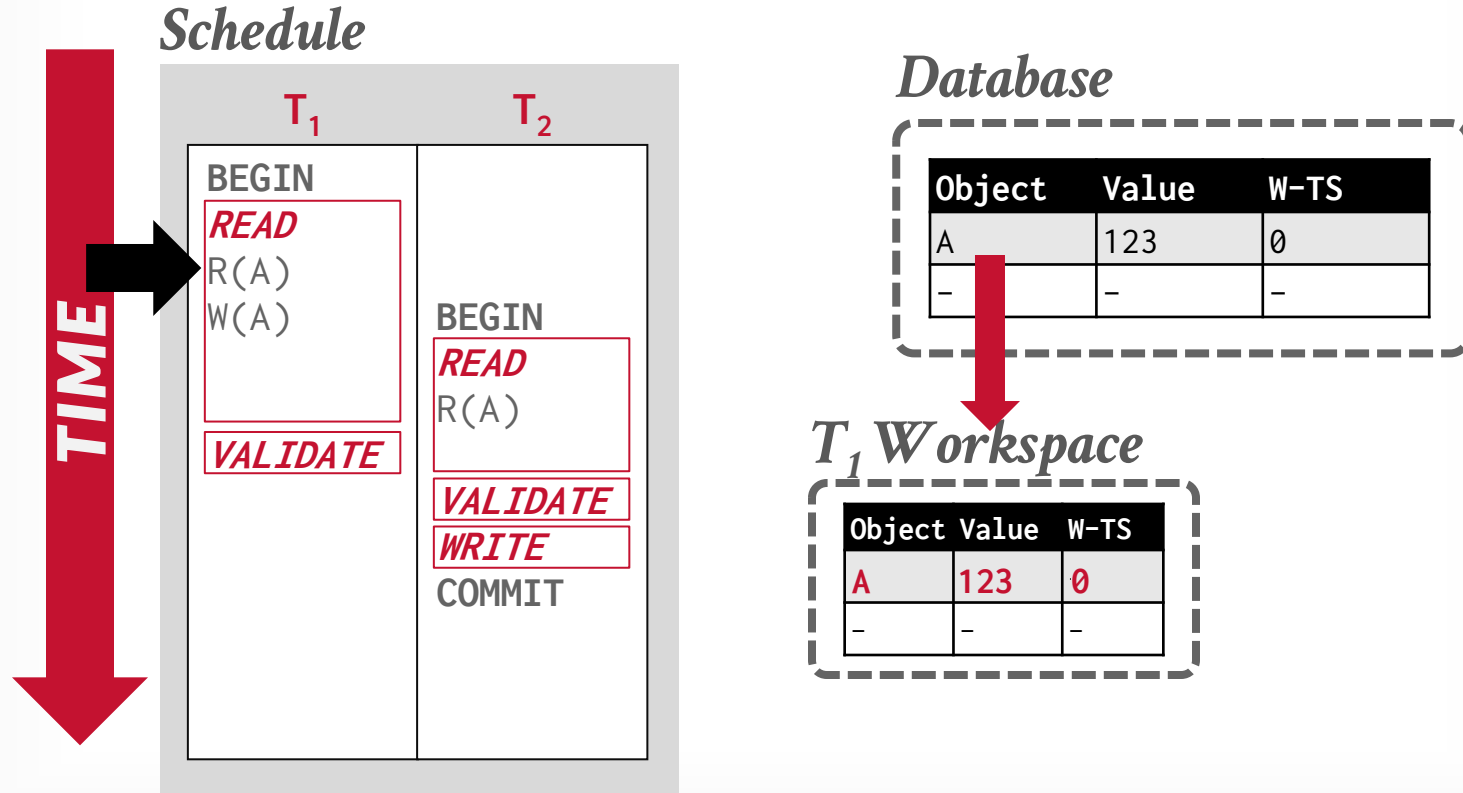 Schedule
TIME
T1 T2
BEGIN
READ
R(A)
W(A)
VALIDATE
BEGIN
READ
R(A)
VALIDATE
WRITE
COMMIT
Database
Object Value W-TS
A 123 0
- - -
T1 Workspace
Object Value W-TS
A 123 0
- - -